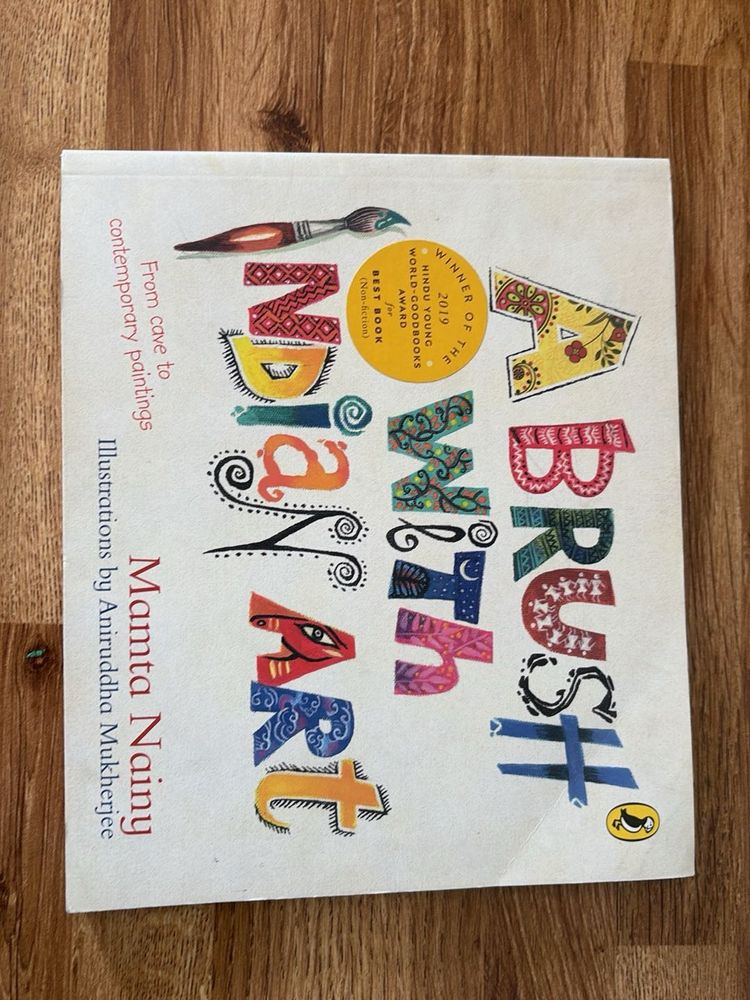 A BRUSH
WiTh
INDiaN ART
WINNER OF THE
2019
HINDU YOUNG
WORLD-GOODBOOKS
AWARD
for
BEST BOOK
(Non-fiction)
From cave to
contemporary paintings
Mamta Nainy
Illustrations by Aniruddha Mukherjee